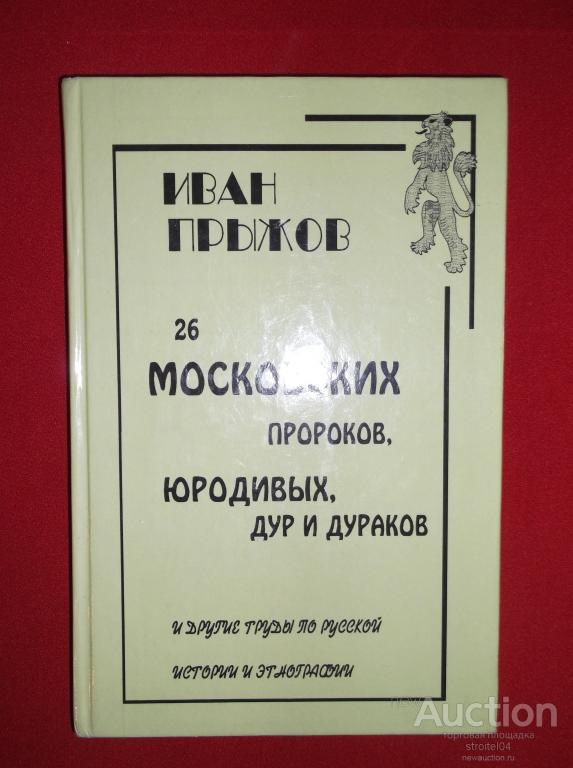 ИВАН
ПРЫЖОВ
26
МОСКОВСКИХ
ПРОРОКОВ,
ЮРОДИВЫХ,
ДУР И ДУРАКОВ
И ДРУГИЕ ТРУДЫ ПО РУССКОЙ
ИСТОРИИ И ЭТНОГРАФИИ
new
Auction
торговая площадка
stroitel04
newauction.ru